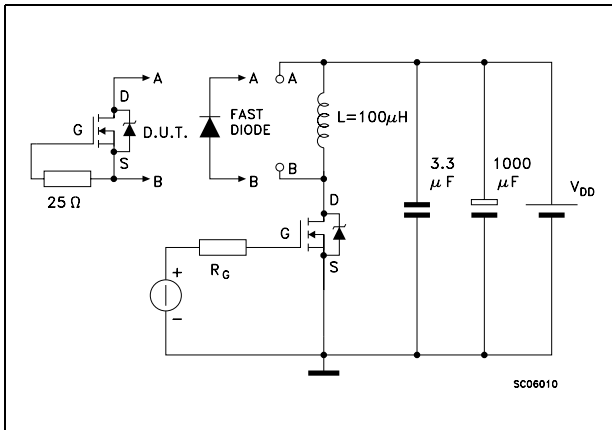 A
A
A
D
G
D.U.T.
FAST
DIODE
L=100μH
S
B
B
B
25 Ω
3.3
μF
1000
μF
V_DD
D
G
S
R_G
+
-
SC06010